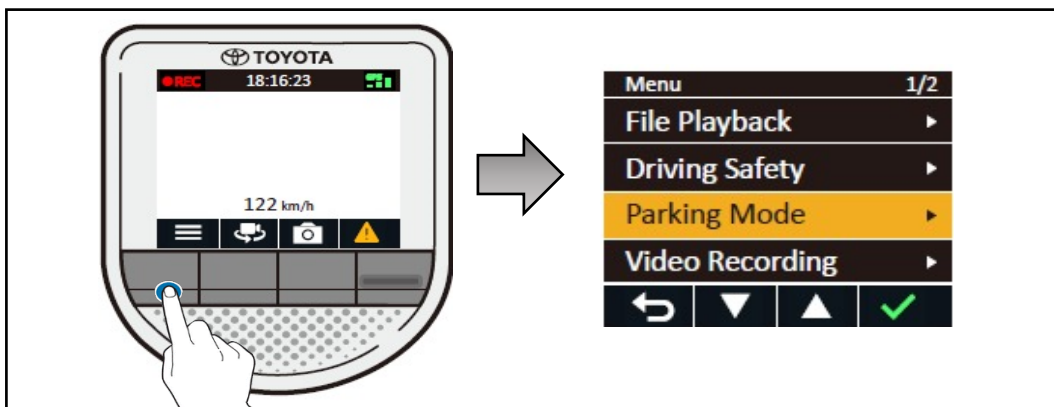 TOYOTA
REC 18:16:23
122 km/h
Menu 1/2
File Playback
Driving Safety
Parking Mode
Video Recording